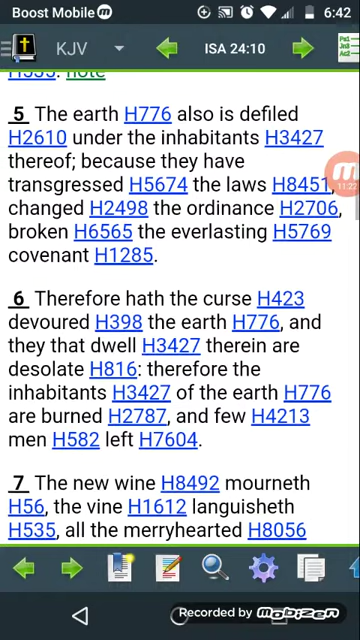 Boost Mobile 6:42
KJV ISA 24:10
H535. note
5 The earth H776 also is defiled
H2610 under the inhabitants H3427
thereof; because they have
transgressed H5674 the laws H8451,
changed H2498 the ordinance H2706,
broken H6565 the everlasting H5769
covenant H1285.
6 Therefore hath the curse H423
devoured H398 the earth H776, and
they that dwell H3427 therein are
desolate H816: therefore the
inhabitants H3427 of the earth H776
are burned H2787, and few H4213
men H582 left H7604.
7 The new wine H8492 mourneth
H56, the vine H1612 languisheth
H535, all the merryhearted H8056
11:22
Recorded by mobizen